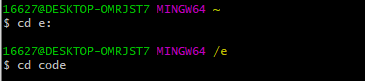 16627@DESKTOP-OMRJST7 MINGW64 ~
$ cd e:
16627@DESKTOP-OMRJST7 MINGW64 /e
$ cd code